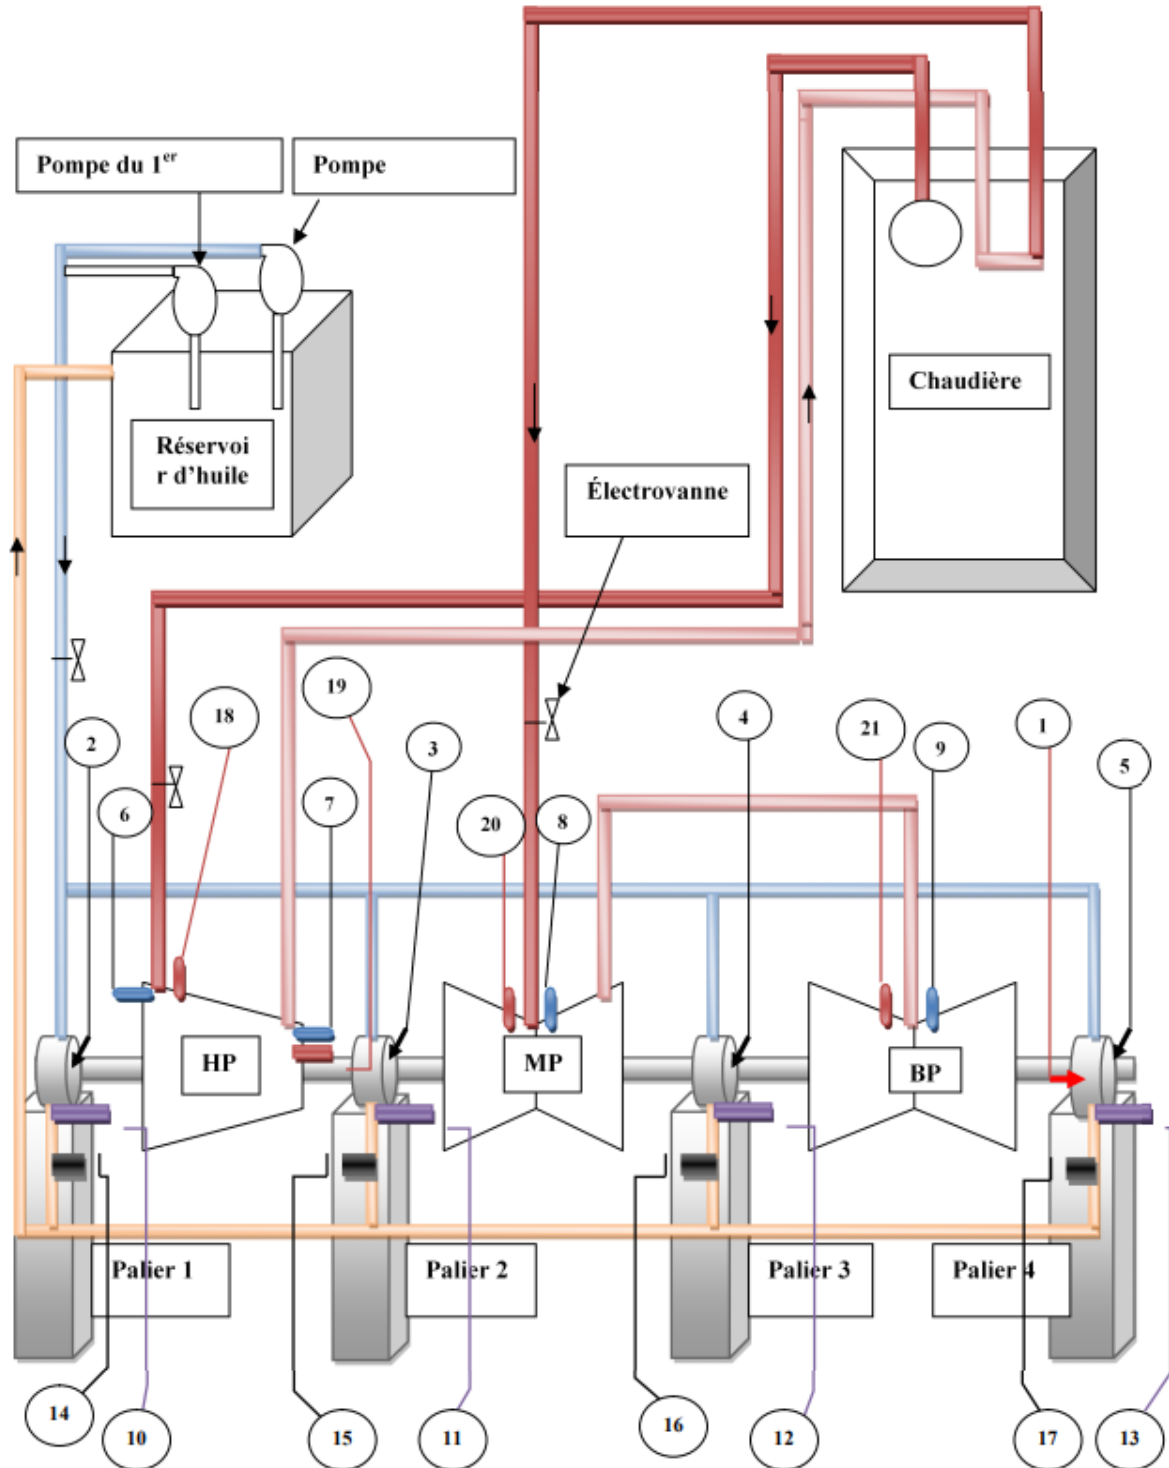 Pompe du 1er
Pompe
Réservoi
r d'huile
Chaudière
Électrovanne
19
18
2
3
4
21
9
1
5
6
7
20
8
HP
MP
BP
Palier 1
Palier 2
Palier 3
Palier 4
14
10
15
11
16
12
17
13